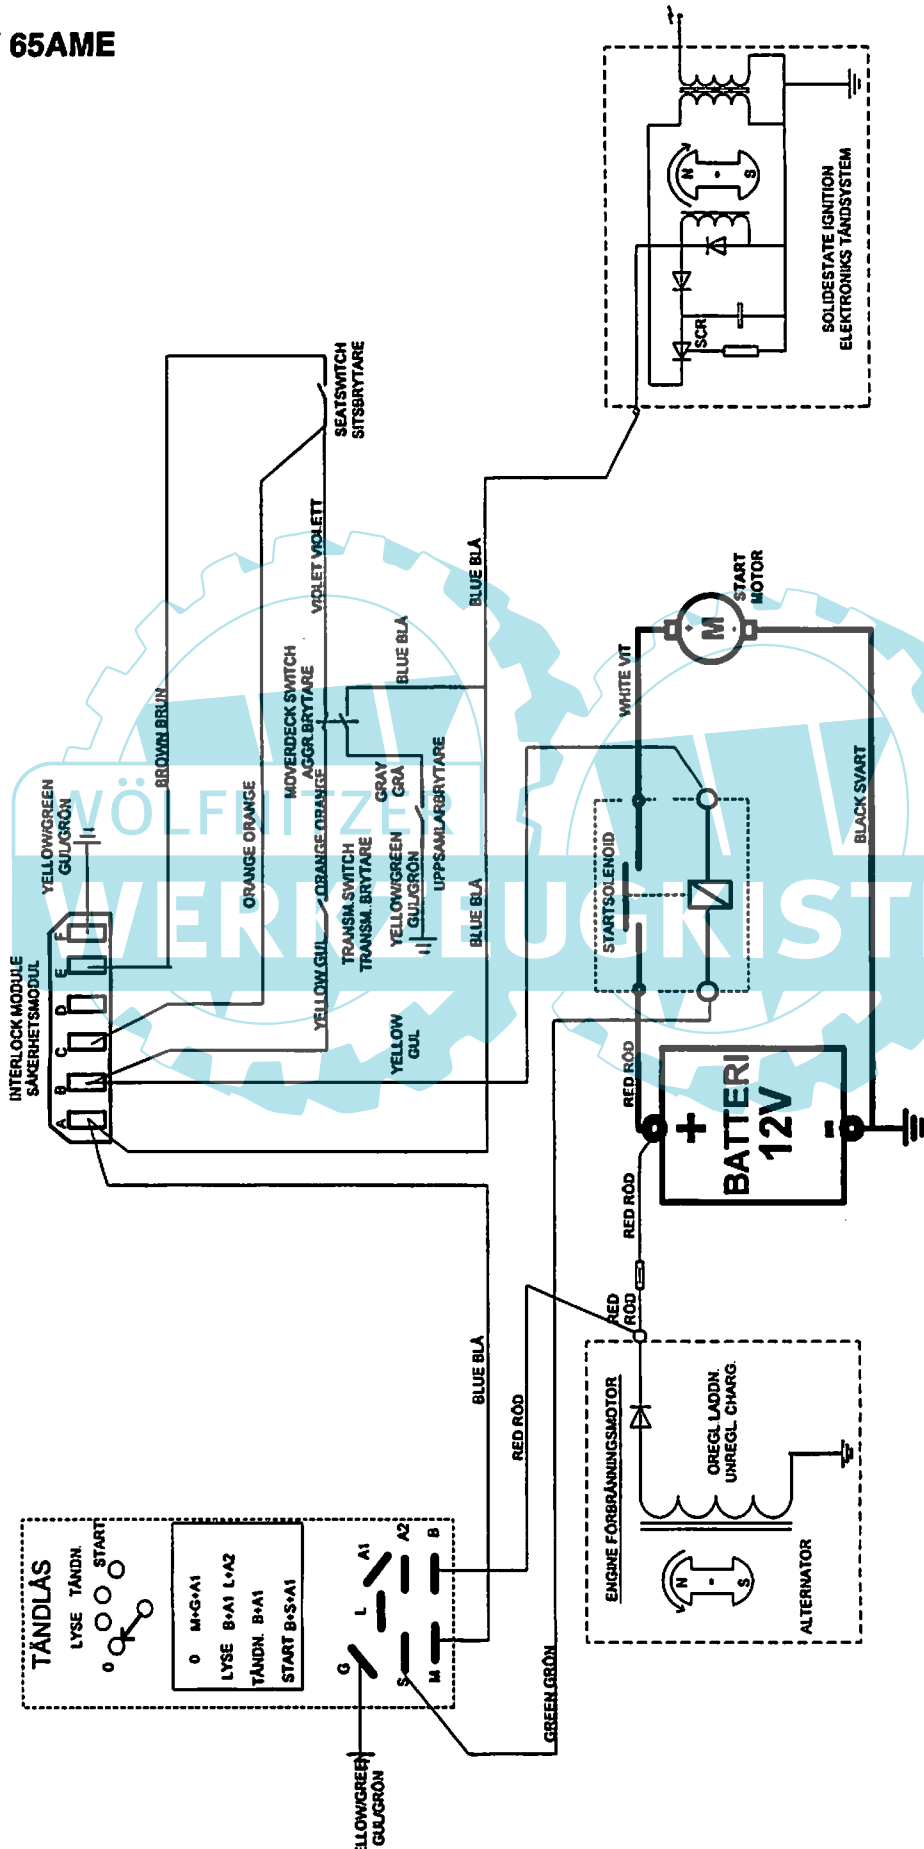 65AME
INTERLOCK MODULE
SÄKERHETSMODUL
A
B
C
D
E
F
YELLOW/GREEN
GUL/GRÖN
BROWN BRUN
ORANGE ORANGE
SEATSWITCH
SITSBRYTARE
VIOLET VIOLETT
MOVERDECK SWITCH
AGGR.BRYTARE
ORANGE ORANGE
YELLOW GUL
TRANSM.SWITCH
TRANSM. BRYTARE
BLUE BLÅ
GRAY
GRÅ
YELLOW/GREEN
GUL/GRÖN
UPPSAMLARBRYTARE
YELLOW
GUL
BLUE BLÅ
BLUE BLÅ
BLUE BLÅ
SOLIDESTATE IGNITION
ELEKTRONIKS TÄNDSYSTEM
SCR
N
S
START
MOTOR
M
WHITE VIT
BLACK SVART
STARTSOLENOID
RED RÖD
BATTERI
12V
+
-
RED RÖD
RED
RÖD
RED RÖD
GREEN GRÖN
ENGINE FÖRBRÄNNINGSMOTOR
OREGL.LADDN.
UNREGL. CHARG.
ALTERNATOR
N
S
TÄNDLÅS
LYSE TÄNDN.
0
START
0 M+G+A1
LYSE B+A1 L+A2
TÄNDN. B+A1
START B+S+A1
G
L
A1
S
A2
M
B
YELLOW/GREEN
GUL/GRÖN
WÖLFNITZER
WERKZEUGKIST